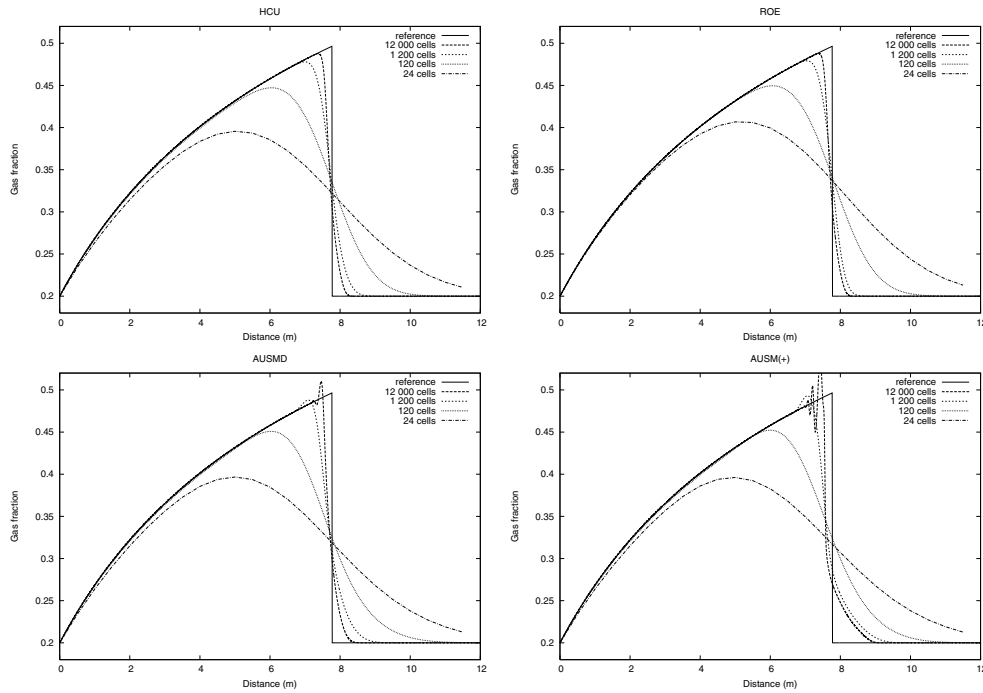 HCU
reference
12 000 cells
1 200 cells
120 cells
24 cells
0.5
0.45
0.4
0.35
0.3
0.25
0.2
Gas fraction
0 2 4 6 8 10 12
Distance (m)
ROE
reference
12 000 cells
1 200 cells
120 cells
24 cells
0.5
0.45
0.4
0.35
0.3
0.25
0.2
Gas fraction
0 2 4 6 8 10 12
Distance (m)
AUSMD
reference
12 000 cells
1 200 cells
120 cells
24 cells
0.5
0.45
0.4
0.35
0.3
0.25
0.2
Gas fraction
0 2 4 6 8 10 12
Distance (m)
AUSM(+)
reference
12 000 cells
1 200 cells
120 cells
24 cells
0.5
0.45
0.4
0.35
0.3
0.25
0.2
Gas fraction
0 2 4 6 8 10 12
Distance (m)